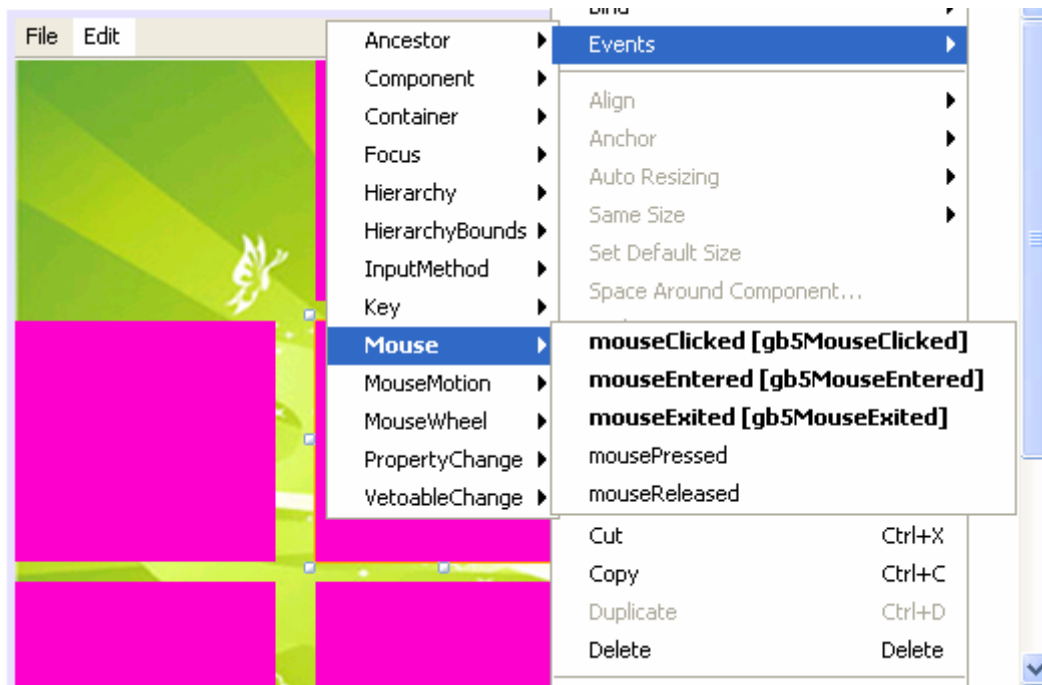 File Edit
Ancestor
Component
Container
Focus
Hierarchy
HierarchyBounds
InputMethod
Key
Mouse
MouseMotion
MouseWheel
PropertyChange
VetoableChange
Events
Align
Anchor
Auto Resizing
Same Size
Set Default Size
Space Around Component...
mouseClicked [gb5MouseClicked]
mouseEntered [gb5MouseEntered]
mouseExited [gb5MouseExited]
mousePressed
mouseReleased
Cut Ctrl+X
Copy Ctrl+C
Duplicate Ctrl+D
Delete Delete